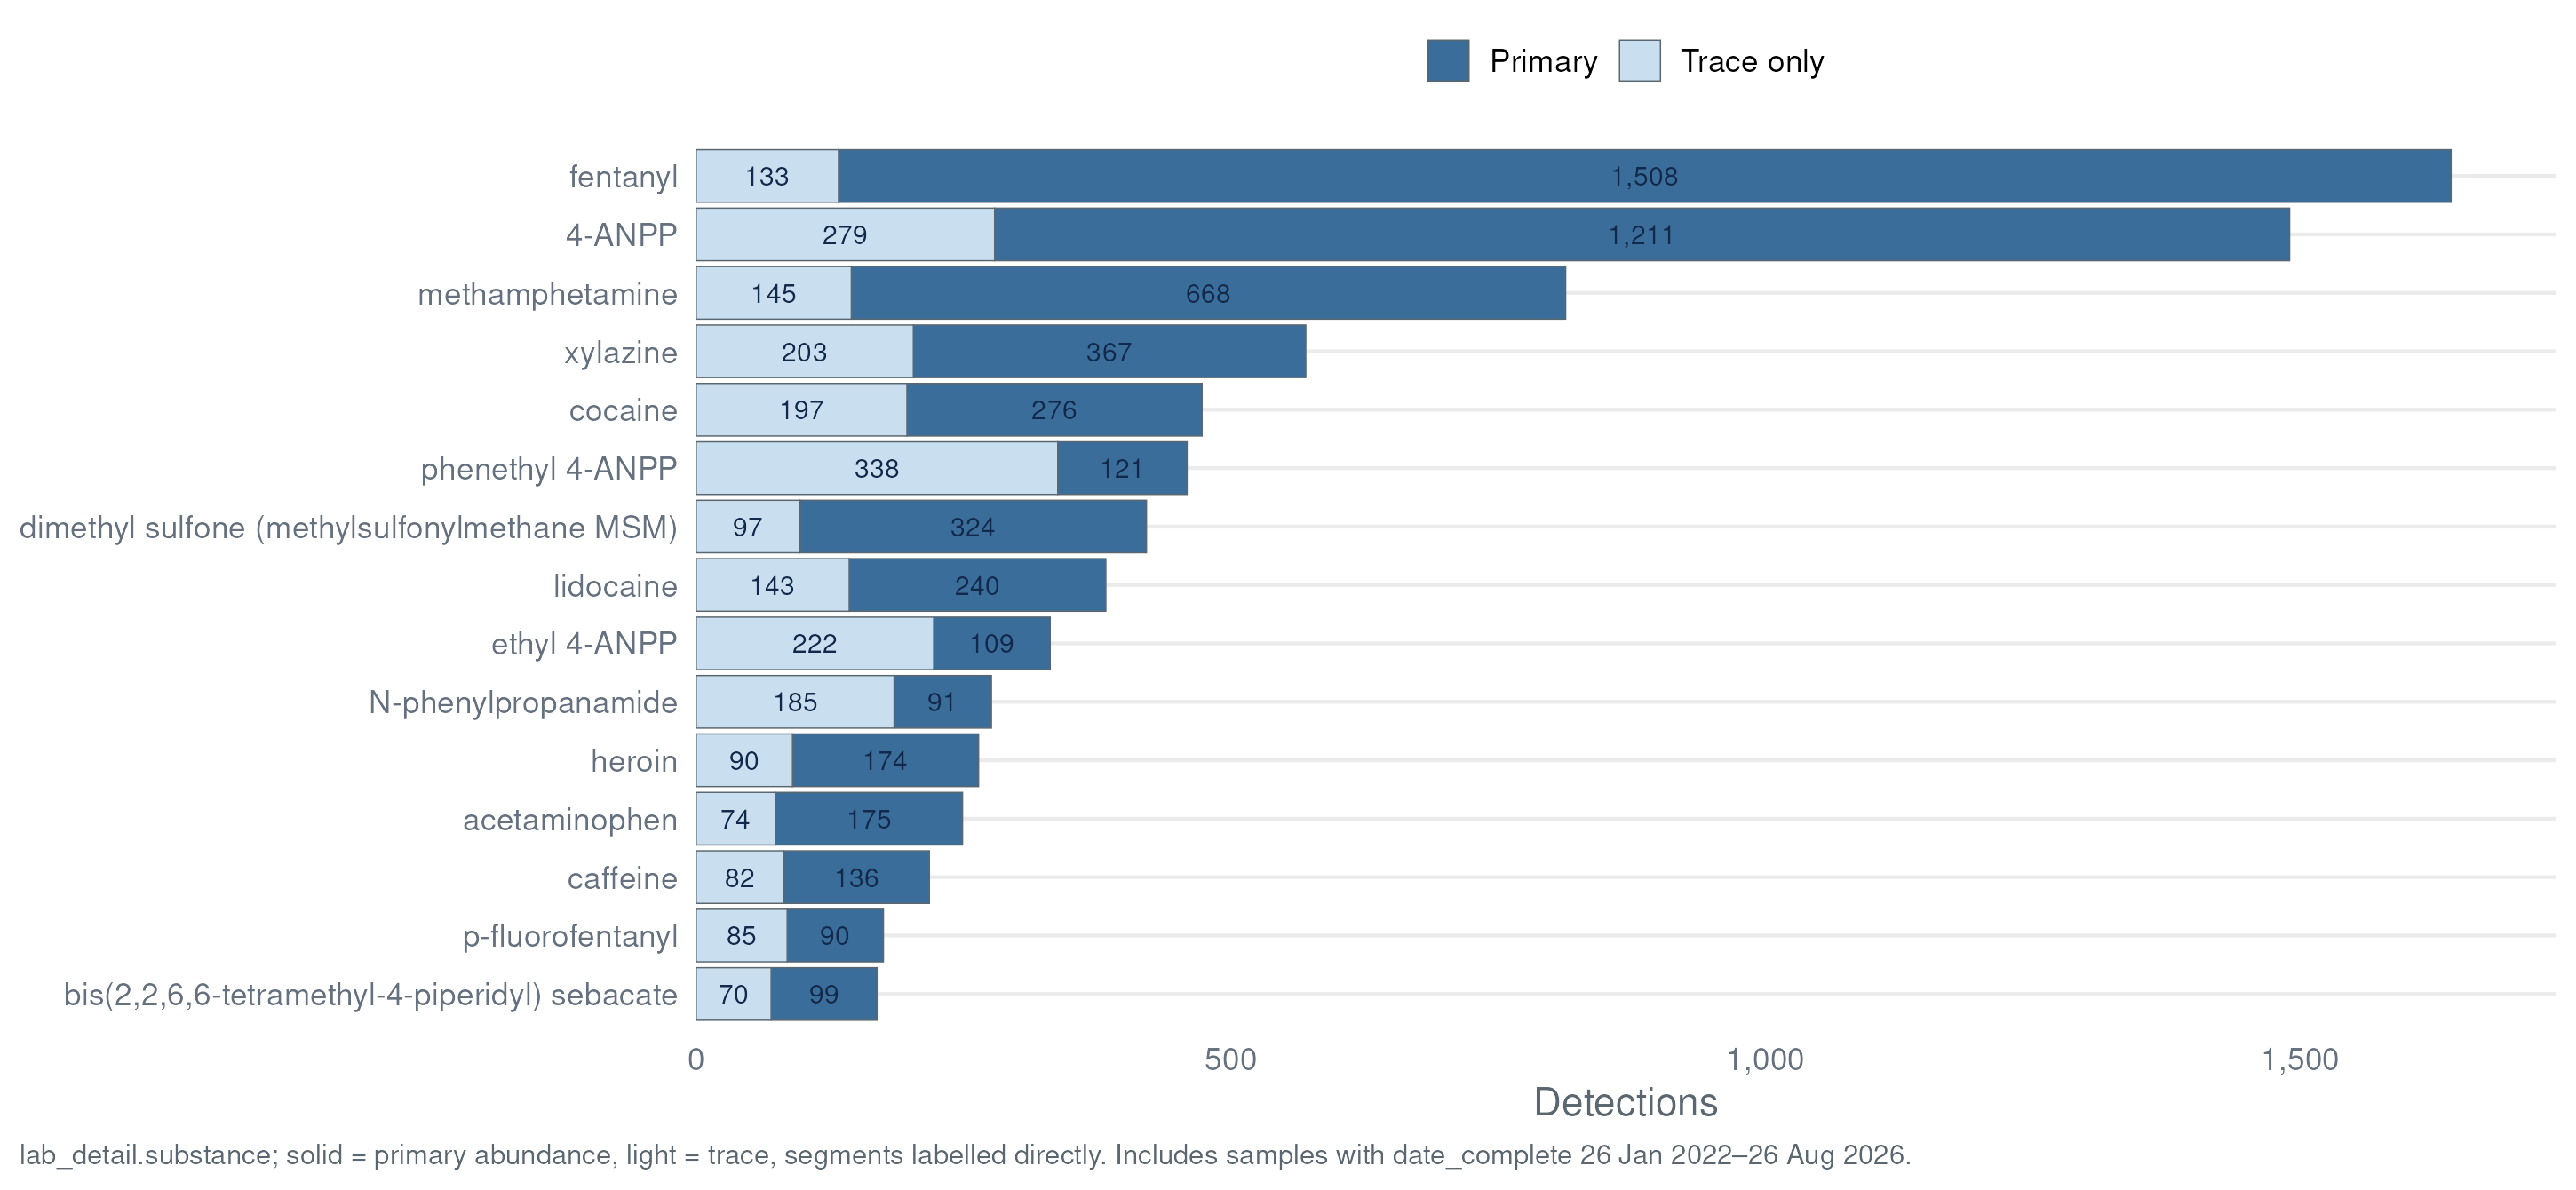 Primary Trace only
fentanyl 133 1,508
4-ANPP 279 1,211
methamphetamine 145 668
xylazine 203 367
cocaine 197 276
phenethyl 4-ANPP 338 121
dimethyl sulfone (methylsulfonylmethane MSM) 97 324
lidocaine 143 240
ethyl 4-ANPP 222 109
N-phenylpropanamide 185 91
heroin 90 174
acetaminophen 74 175
caffeine 82 136
p-fluorofentanyl 85 90
bis(2,2,6,6-tetramethyl-4-piperidyl) sebacate 70 99
0 500 1,000 1,500
Detections
lab_detail.substance; solid = primary abundance, light = trace, segments labelled directly. Includes samples with date_complete 26 Jan 2022–26 Aug 2026.